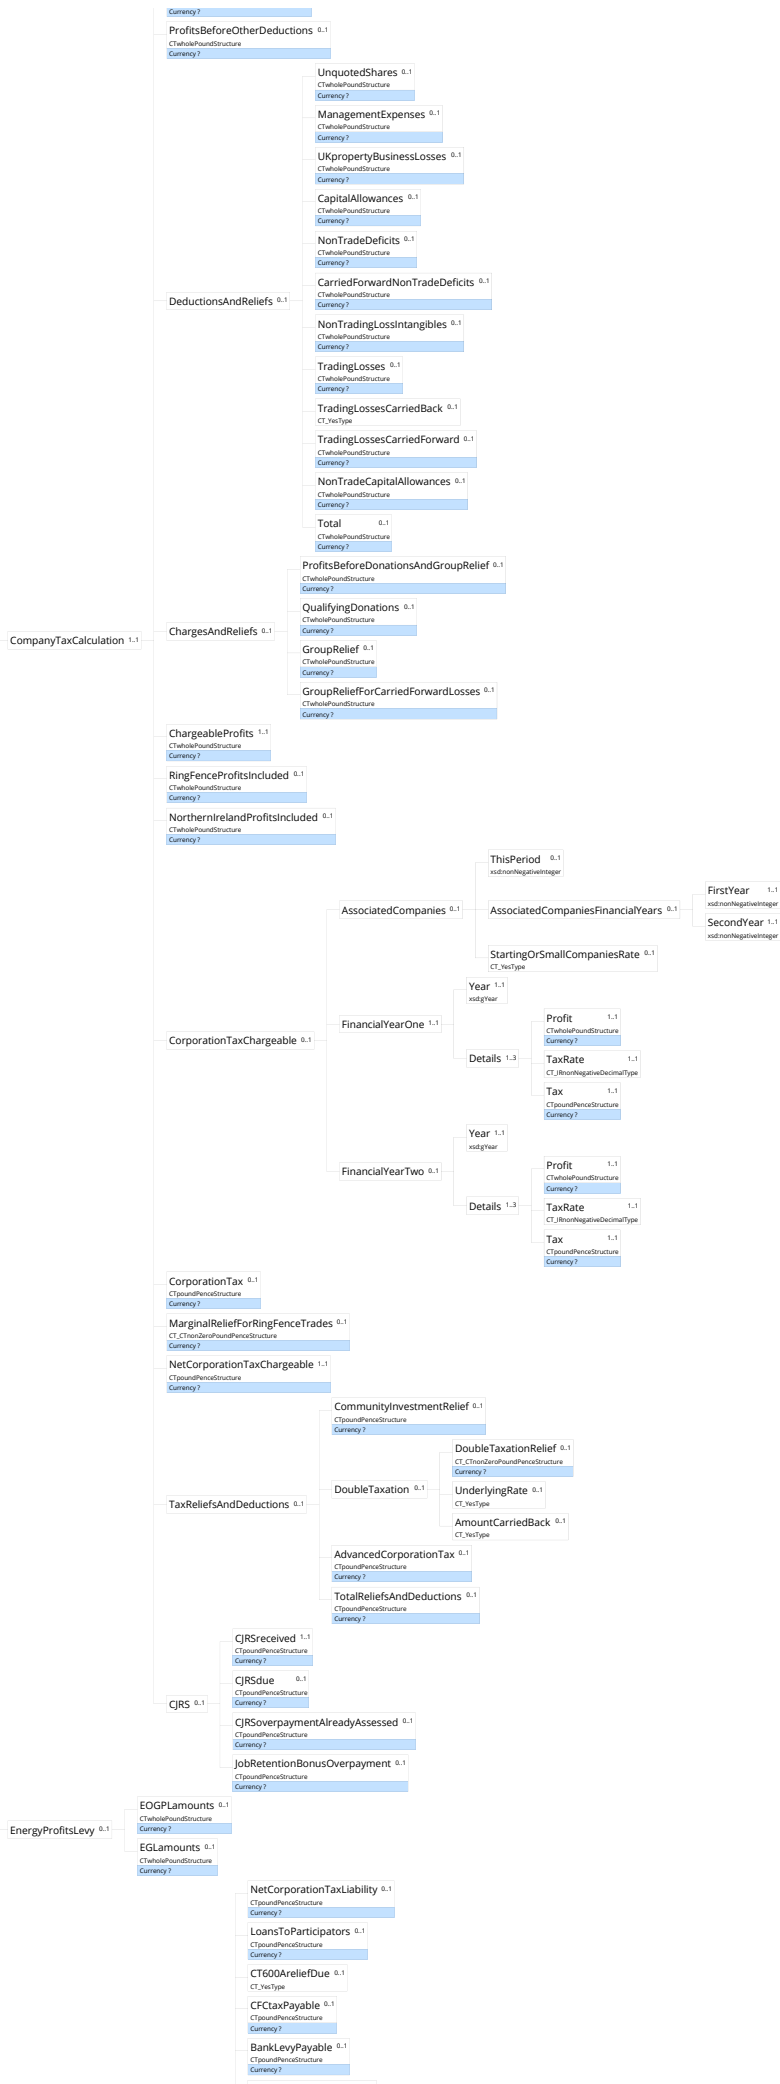 Currency ?
ProfitsBeforeOtherDeductions 0..1
CTwholePoundStructure
Currency ?
UnquotedShares 0..1
CTwholePoundStructure
Currency ?
ManagementExpenses 0..1
CTwholePoundStructure
Currency ?
UKpropertyBusinessLosses 0..1
CTwholePoundStructure
Currency ?
CapitalAllowances 0..1
CTwholePoundStructure
Currency ?
NonTradeDeficits 0..1
CTwholePoundStructure
Currency ?
CarriedForwardNonTradeDeficits 0..1
CTwholePoundStructure
Currency ?
DeductionsAndReliefs 0..1
NonTradingLossIntangibles 0..1
CTwholePoundStructure
Currency ?
TradingLosses 0..1
CTwholePoundStructure
Currency ?
TradingLossesCarriedBack 0..1
CT_YesType
TradingLossesCarriedForward 0..1
CTwholePoundStructure
Currency ?
NonTradeCapitalAllowances 0..1
CTwholePoundStructure
Currency ?
Total 0..1
CTwholePoundStructure
Currency ?
ProfitsBeforeDonationsAndGroupRelief 0..1
CTwholePoundStructure
Currency ?
QualifyingDonations 0..1
CTwholePoundStructure
Currency ?
ChargesAndReliefs 0..1
CompanyTaxCalculation 1..1
GroupRelief 0..1
CTwholePoundStructure
Currency ?
GroupReliefForCarriedForwardLosses 0..1
CTwholePoundStructure
Currency ?
ChargeableProfits 1..1
CTwholePoundStructure
Currency ?
RingFenceProfitsIncluded 0..1
CTwholePoundStructure
Currency ?
NorthernIrelandProfitsIncluded 0..1
CTwholePoundStructure
Currency ?
ThisPeriod 0..1
xsd:nonNegativeInteger
AssociatedCompanies 0..1
AssociatedCompaniesFinancialYears 0..1
FirstYear 1..1
xsd:nonNegativeInteger
SecondYear 1..1
xsd:nonNegativeInteger
StartingOrSmallCompaniesRate 0..1
CT_YesType
Year 1..1
xsd:gYear
FinancialYearOne 1..1
CorporationTaxChargeable 0..1
Details 1..3
Profit 1..1
CTwholePoundStructure
Currency ?
TaxRate 1..1
CT_IRnonNegativeDecimalType
Tax 1..1
CTpoundPenceStructure
Currency ?
Year 1..1
xsd:gYear
FinancialYearTwo 0..1
Details 1..3
Profit 1..1
CTwholePoundStructure
Currency ?
TaxRate 1..1
CT_IRnonNegativeDecimalType
Tax 1..1
CTpoundPenceStructure
Currency ?
CorporationTax 0..1
CTpoundPenceStructure
Currency ?
MarginalReliefForRingFenceTrades 0..1
CT_CTnonZeroPoundPenceStructure
Currency ?
NetCorporationTaxChargeable 1..1
CTpoundPenceStructure
Currency ?
CommunityInvestmentRelief 0..1
CTpoundPenceStructure
Currency ?
TaxReliefsAndDeductions 0..1
DoubleTaxation 0..1
DoubleTaxationRelief 0..1
CT_CTnonZeroPoundPenceStructure
Currency ?
UnderlyingRate 0..1
CT_YesType
AmountCarriedBack 0..1
CT_YesType
AdvancedCorporationTax 0..1
CTpoundPenceStructure
Currency ?
TotalReliefsAndDeductions 0..1
CTpoundPenceStructure
Currency ?
CJRS 0..1
CJRSreceived 1..1
CTpoundPenceStructure
Currency ?
CJRSdue 0..1
CTpoundPenceStructure
Currency ?
CJRSoverpaymentAlreadyAssessed 0..1
CTpoundPenceStructure
Currency ?
JobRetentionBonusOverpayment 0..1
CTpoundPenceStructure
Currency ?
EnergyProfitsLevy 0..1
EOGPLamounts 0..1
CTwholePoundStructure
Currency ?
EGLamounts 0..1
CTwholePoundStructure
Currency ?
NetCorporationTaxLiability 0..1
CTpoundPenceStructure
Currency ?
LoansToParticipators 0..1
CTpoundPenceStructure
Currency ?
CT600AreliefDue 0..1
CT_YesType
CFCtaxPayable 0..1
CTpoundPenceStructure
Currency ?
BankLevyPayable 0..1
CTpoundPenceStructure
Currency ?